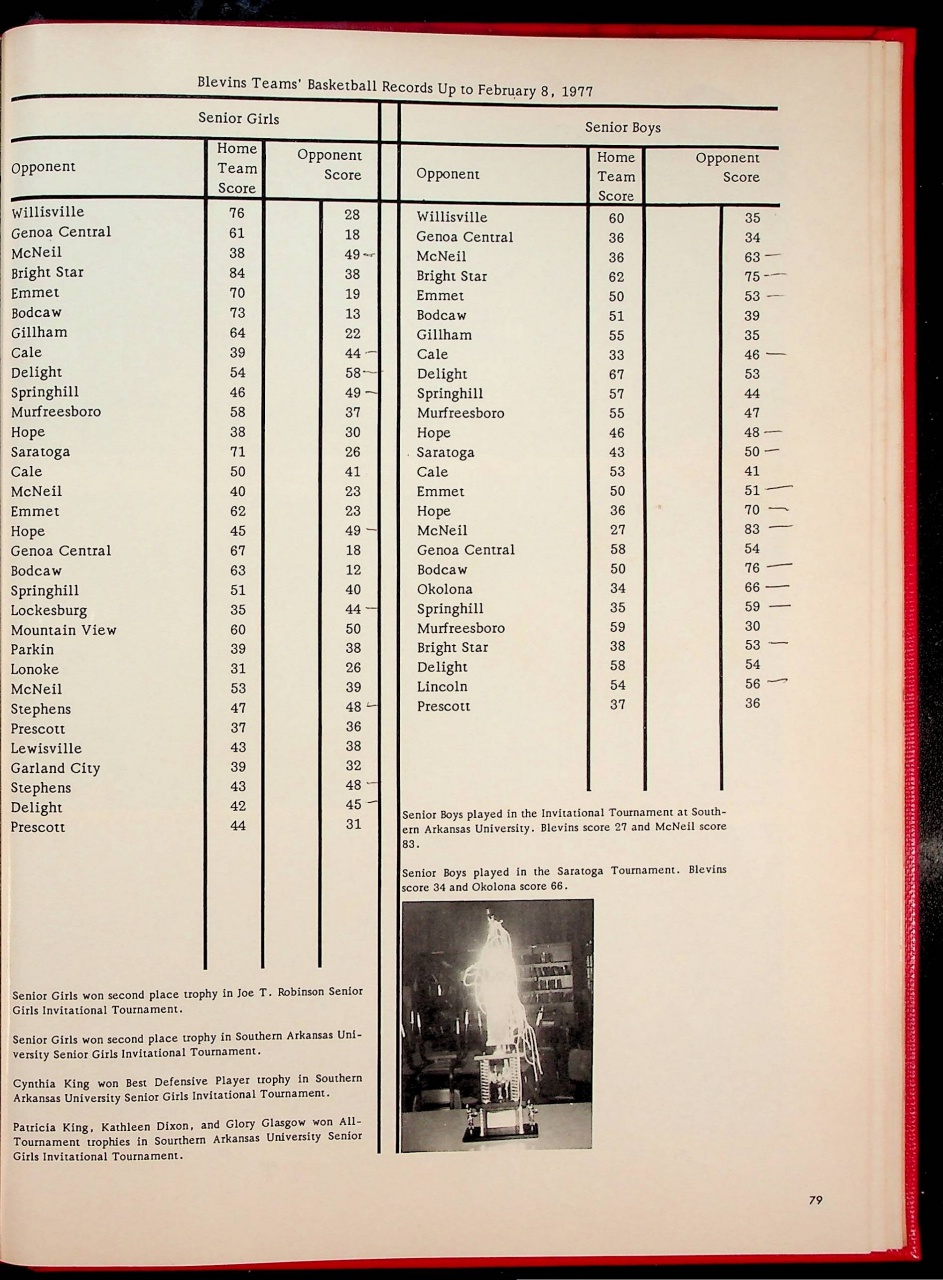 Blevins Teams' Basketball Records Up to February 8, 1977
Senior Girls
Opponent
Home
Team
Score
Opponent
Score
Willisville 76 28
Genoa Central 61 18
McNeil 38 49
Bright Star 84 38
Emmet 70 19
Bodcaw 73 13
Gillham 64 22
Cale 39 44
Delight 54 58
Springhill 46 49
Murfreesboro 58 37
Hope 38 30
Saratoga 71 26
Cale 50 41
McNeil 40 23
Emmet 62 23
Hope 45 49
Genoa Central 67 18
Bodcaw 63 12
Springhill 51 40
Lockesburg 35 44
Mountain View 60 50
Parkin 39 38
Lonoke 31 26
McNeil 53 39
Stephens 47 48
Prescott 37 36
Lewisville 43 38
Garland City 39 32
Stephens 43 48
Delight 42 45
Prescott 44 31
Senior Girls won second place trophy in Joe T. Robinson Senior
Girls Invitational Tournament.
Senior Girls won second place trophy in Southern Arkansas Uni-
versity Senior Girls Invitational Tournament.
Cynthia King won Best Defensive Player trophy in Southern
Arkansas University Senior Girls Invitational Tournament.
Patricia King, Kathleen Dixon, and Glory Glasgow won All-
Tournament trophies in Sourthern Arkansas University Senior
Girls Invitational Tournament.
Senior Boys
Opponent
Home
Team
Score
Opponent
Score
Willisville 60 35
Genoa Central 36 34
McNeil 36 63
Bright Star 62 75
Emmet 50 53
Bodcaw 51 39
Gillham 55 35
Cale 33 46
Delight 67 53
Springhill 57 44
Murfreesboro 55 47
Hope 46 48
Saratoga 43 50
Cale 53 41
Emmet 50 51
Hope 36 70
McNeil 27 83
Genoa Central 58 54
Bodcaw 50 76
Okolona 34 66
Springhill 35 59
Murfreesboro 59 30
Bright Star 38 53
Delight 58 54
Lincoln 54 56
Prescott 37 36
Senior Boys played in the Invitational Tournament at South-
ern Arkansas University. Blevins score 27 and McNeil score
83.
Senior Boys played in the Saratoga Tournament. Blevins
score 34 and Okolona score 66.
79